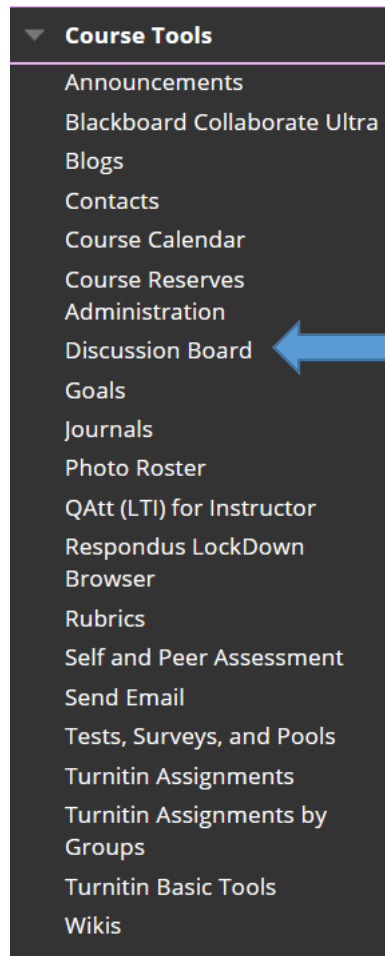 Course Tools
Announcements
Blackboard Collaborate Ultra
Blogs
Contacts
Course Calendar
Course Reserves
Administration
Discussion Board
Goals
Journals
Photo Roster
QAtt (LTI) for Instructor
Respondus LockDown
Browser
Rubrics
Self and Peer Assessment
Send Email
Tests, Surveys, and Pools
Turnitin Assignments
Turnitin Assignments by
Groups
Turnitin Basic Tools
Wikis